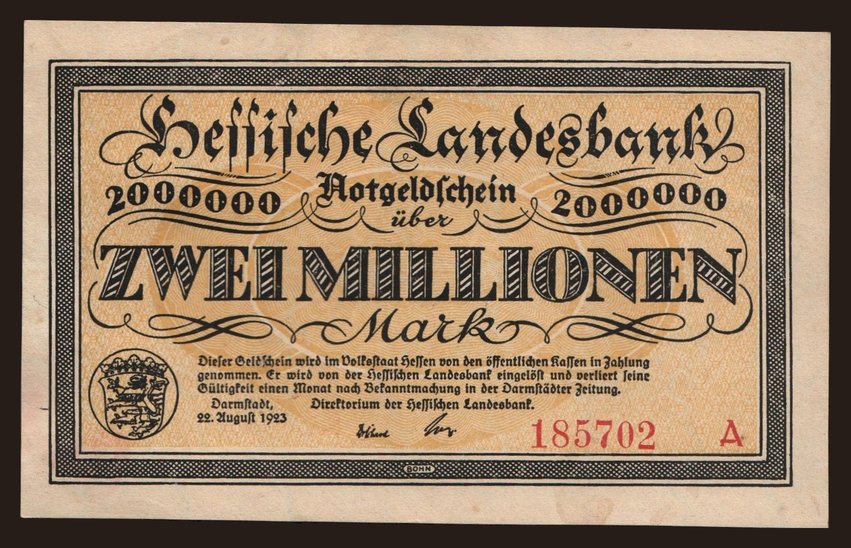 Hessische Landesbank
2000000 Notgeldschein 2000000
über
ZWEI MILLIONEN
Mark
Dieser Geldschein wird im Volksstaat Hessen von den öffentlichen Kassen in Zahlung
genommen. Er wird von der Hessischen Landesbank eingelöst und verliert seine
Gültigkeit einen Monat nach Bekanntmachung in der Darmstädter Zeitung.
Darmstadt, Direktorium der Hessischen Landesbank.
22. August 1923
185702 A
BOHN